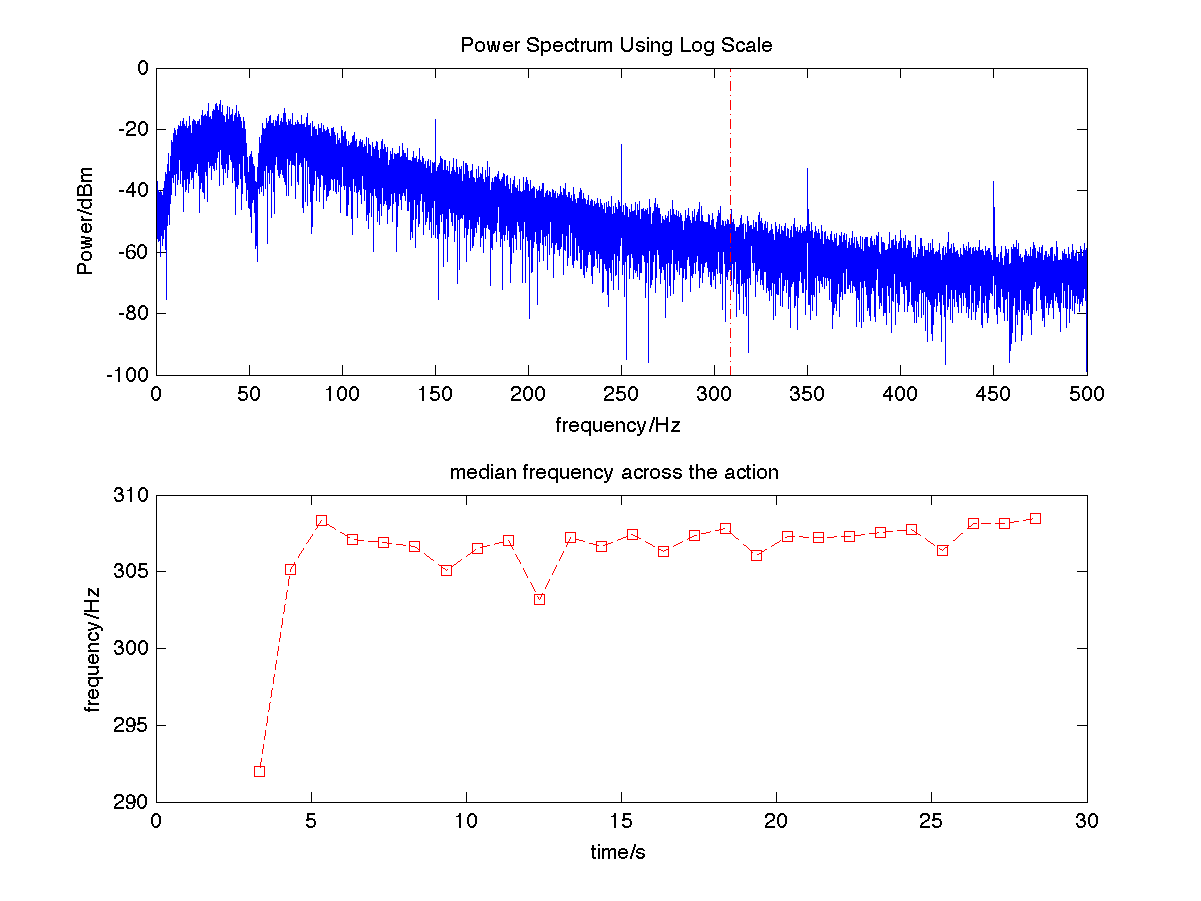 Power Spectrum Using Log Scale
0
-20
-40
-60
-80
-100
Power/dBm
0 50 100 150 200 250 300 350 400 450 500
frequency/Hz
median frequency across the action
310
305
300
295
290
frequency/Hz
0 5 10 15 20 25 30
time/s